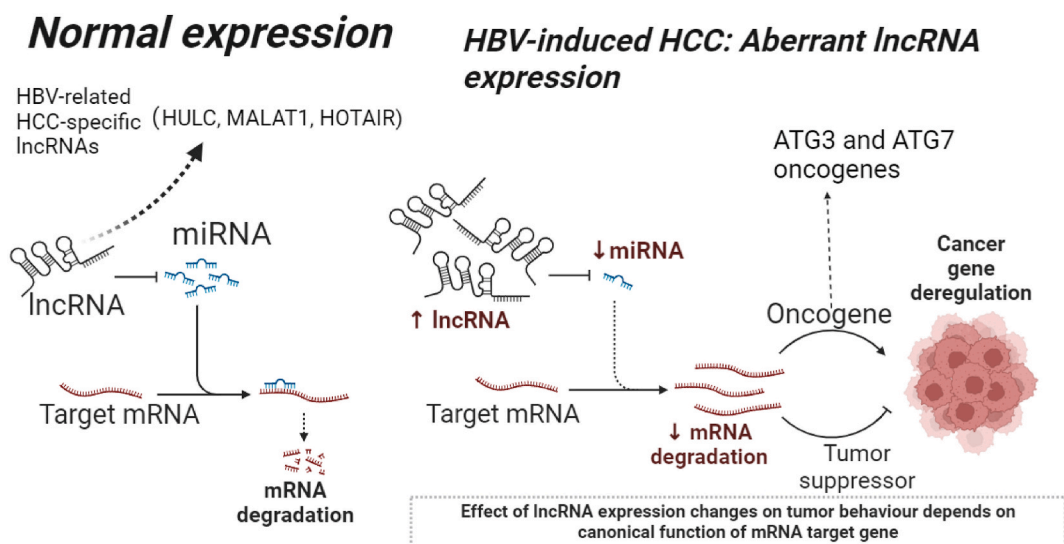 Normal expression
HBV-related
HCC-specific
lncRNAs
(HULC, MALAT1, HOTAIR)
miRNA
lncRNA
Target mRNA
mRNA
degradation
HBV-induced HCC: Aberrant lncRNA
expression
ATG3 and ATG7
oncogenes
↓miRNA
↑ lncRNA
Cancer
gene
deregulation
Oncogene
Target mRNA
↓ mRNA
degradation
Tumor
suppressor
Effect of lncRNA expression changes on tumor behaviour depends on
canonical function of mRNA target gene